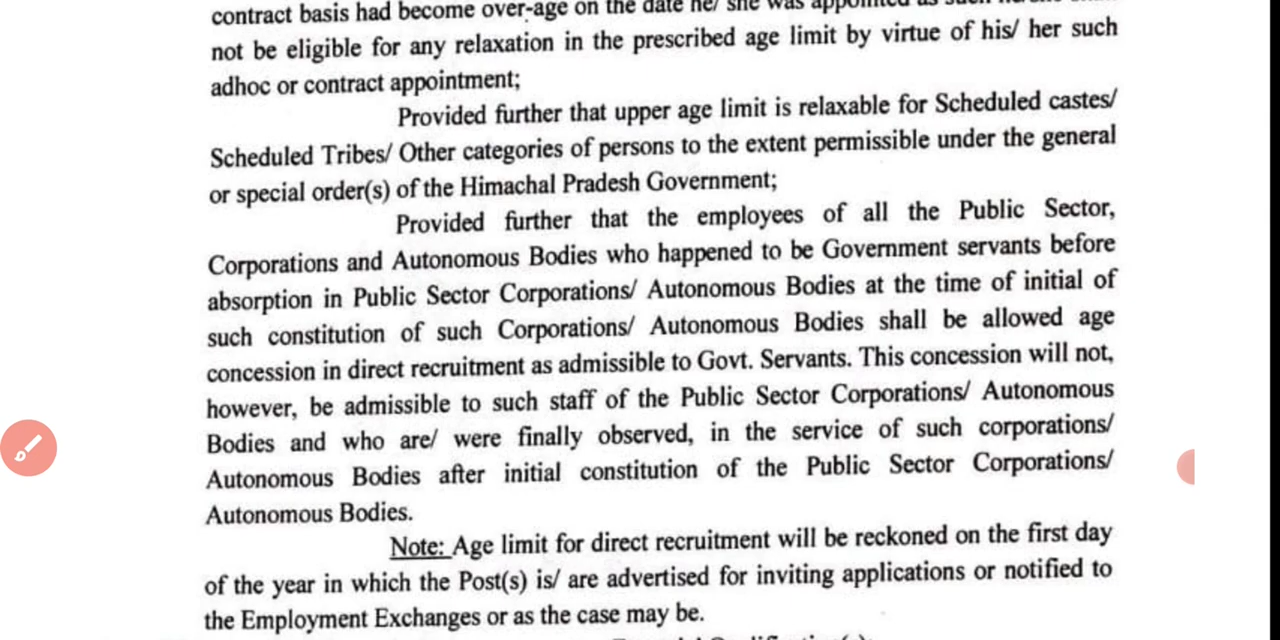 contract basis had become over-age on the date he/ she was appointed as such
not be eligible for any relaxation in the prescribed age limit by virtue of his/ her such
adhoc or contract appointment;
Provided further that upper age limit is relaxable for Scheduled castes/
Scheduled Tribes/ Other categories of persons to the extent permissible under the general
or special order(s) of the Himachal Pradesh Government;
Provided further that the employees of all the Public Sector,
Corporations and Autonomous Bodies who happened to be Government servants before
absorption in Public Sector Corporations/ Autonomous Bodies at the time of initial of
such constitution of such Corporations/ Autonomous Bodies shall be allowed age
concession in direct recruitment as admissible to Govt. Servants. This concession will not,
however, be admissible to such staff of the Public Sector Corporations/ Autonomous
Bodies and who are/ were finally observed, in the service of such corporations/
Autonomous Bodies after initial constitution of the Public Sector Corporations/
Autonomous Bodies.
Note: Age limit for direct recruitment will be reckoned on the first day
of the year in which the Post(s) is/ are advertised for inviting applications or notified to
the Employment Exchanges or as the case may be.